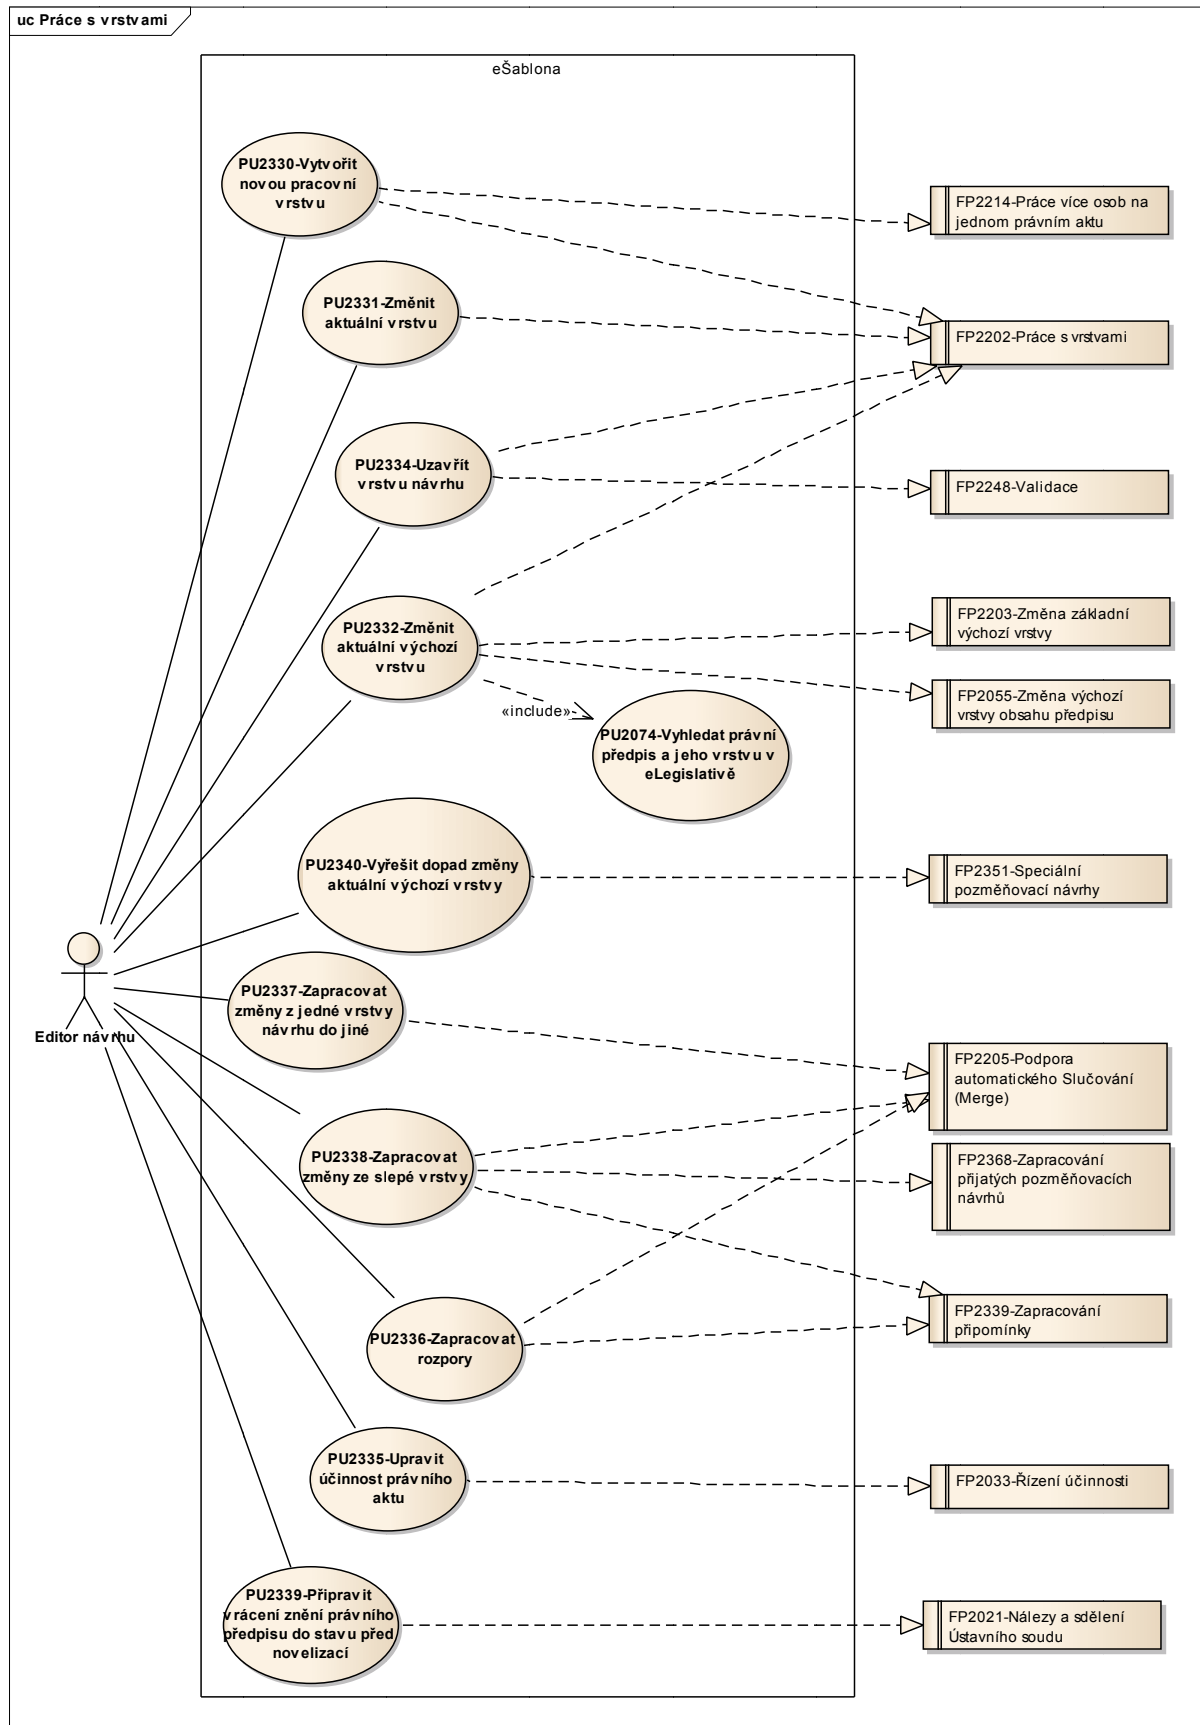 uc Práce s vrstvami
eŠablona
PU2330-Vytvořit
novou pracovní
vrstvu
FP2214-Práce více osob na
jednom právním aktu
PU2331-Změnit
aktuální vrstvu
FP2202-Práce s vrstvami
PU2334-Uzavřít
vrstvu návrhu
FP2248-Validace
PU2332-Změnit
aktuální výchozí
vrstvu
FP2203-Změna základní
výchozí vrstvy
FP2055-Změna výchozí
vrstvy obsahu předpisu
«include»
PU2074-Vyhledat právní
předpis a jeho vrstvu v
eLegislativě
PU2340-Vyřešit dopad změny
aktuální výchozí vrstvy
FP2351-Speciální
pozměňovací návrhy
Editor návrhu
PU2337-Zapracovat
změny z jedné vrstvy
návrhu do jiné
FP2205-Podpora
automatického Slučování
(Merge)
PU2338-Zapracovat
změny ze slepé vrstvy
FP2368-Zapracování
přijatých pozměňovacích
návrhů
FP2339-Zapracování
připomínky
PU2336-Zapracovat
rozpory
PU2335-Upravit
účinnost právního
aktu
FP2033-Řízení účinnosti
PU2339-Připravit
vrácení znění právního
předpisu do stavu před
novelizací
FP2021-Nálezy a sdělení
Ústavního soudu